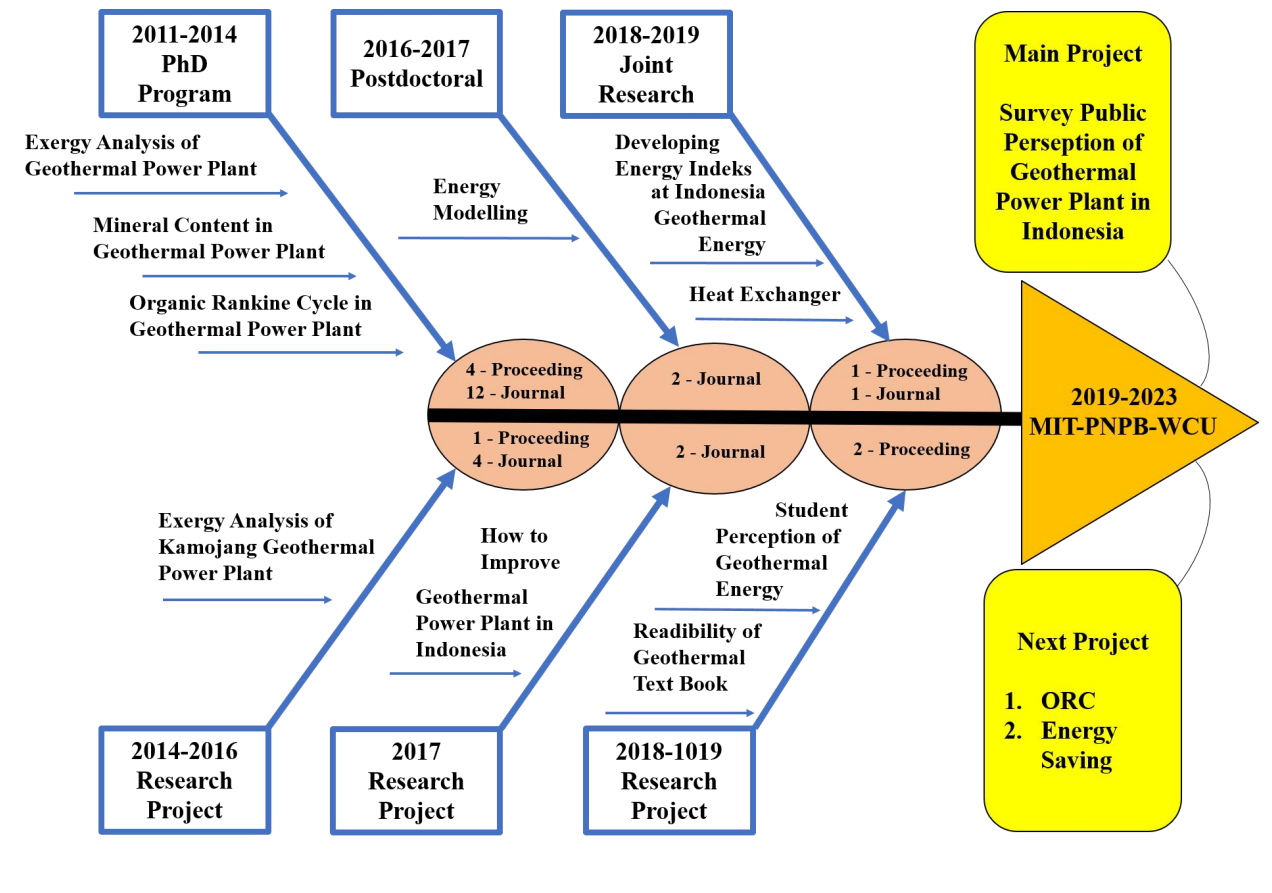 2011-2014
PhD
Program
2016-2017
Postdoctoral
2018-2019
Joint
Research
Main Project
Survey Public
Perseption of
Geothermal
Power Plant in
Indonesia
Exergy Analysis of
Geothermal Power Plant
Mineral Content in
Geothermal Power Plant
Organic Rankine Cycle in
Geothermal Power Plant
Energy
Modelling
Developing
Energy Indeks
at Indonesia
Geothermal
Energy
Heat Exchanger
4 - Proceeding
12 - Journal
1 - Proceeding
4 - Journal
2 - Journal
2 - Journal
1 - Proceeding
1 - Journal
2 - Proceeding
2019-2023
MIT-PNPB-WCU
Exergy Analysis of
Kamojang Geothermal
Power Plant
How to
Improve
Geothermal
Power Plant in
Indonesia
Student
Perception of
Geothermal
Energy
Readibility of
Geothermal
Text Book
2014-2016
Research
Project
2017
Research
Project
2018-1019
Research
Project
Next Project
1. ORC
2. Energy
Saving